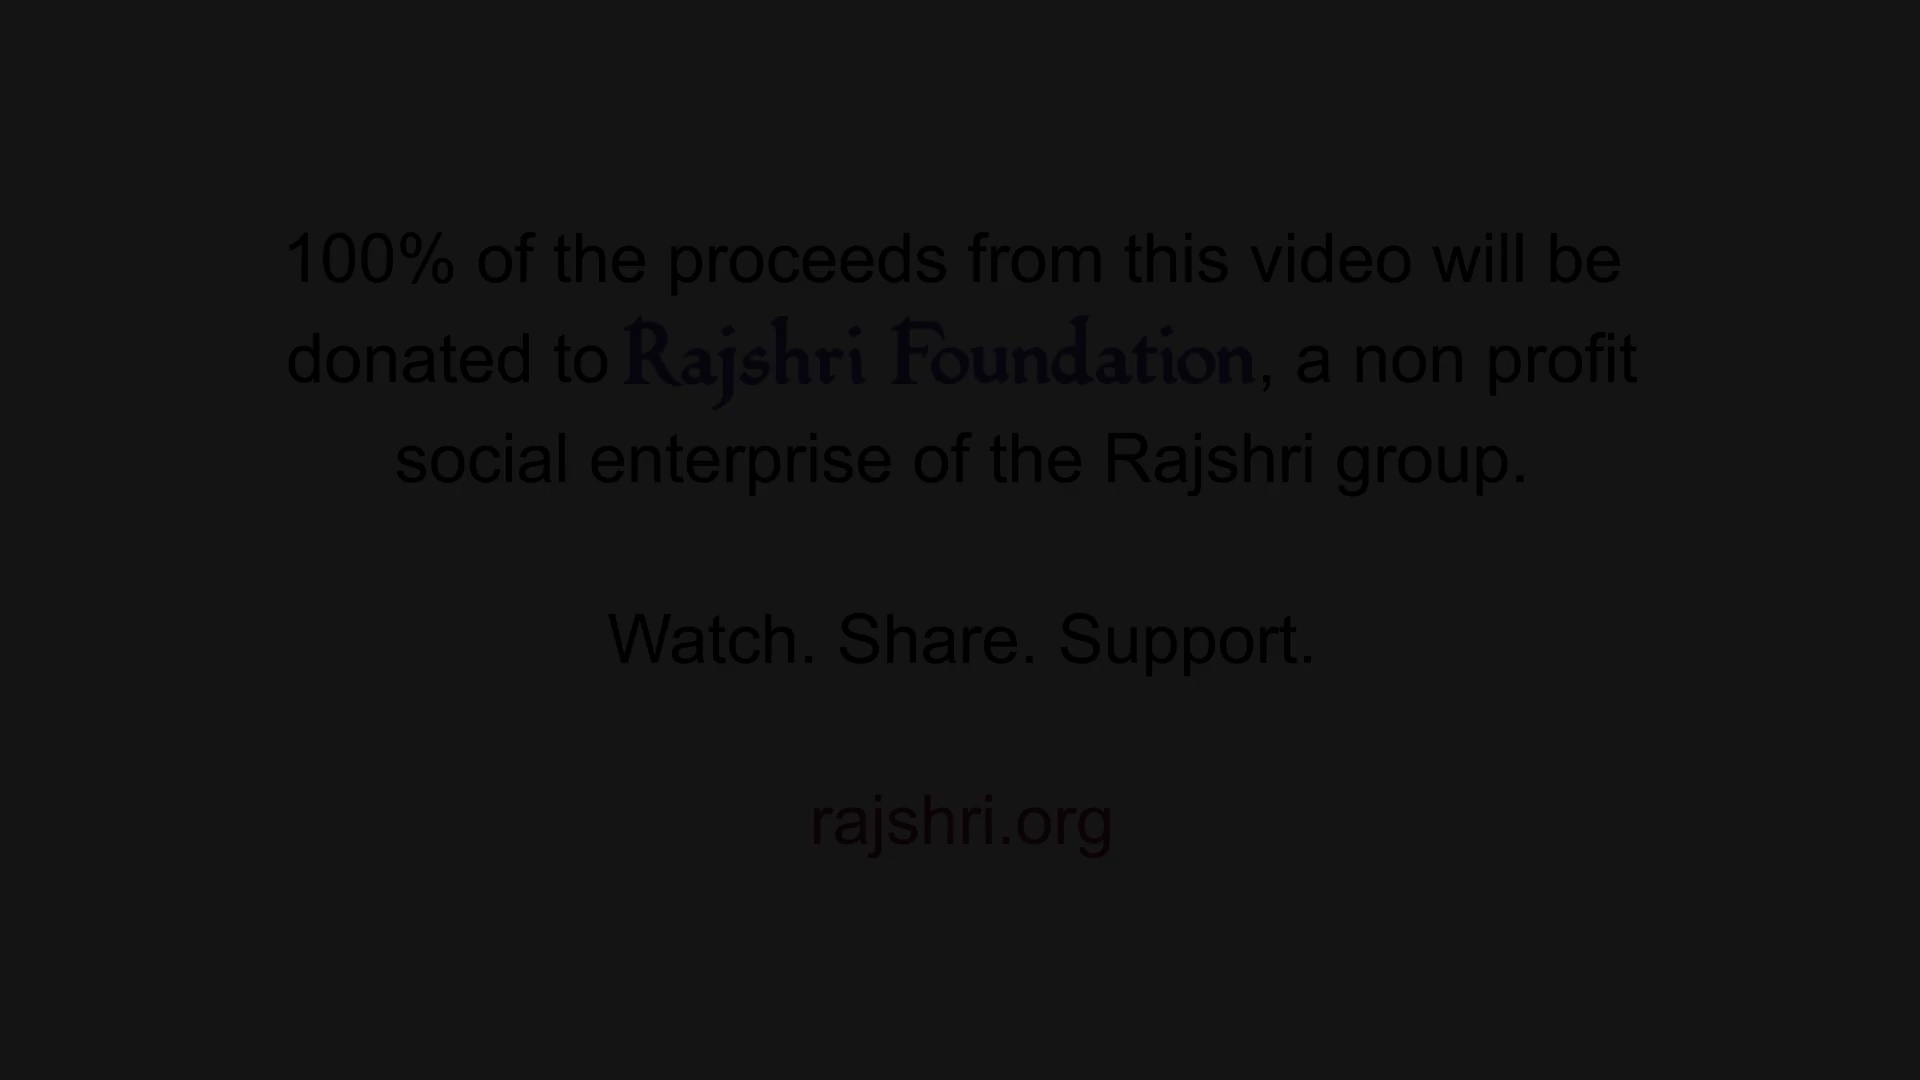 100% of the proceeds from this video will be
donated to Rajshri Foundation, a non profit
social enterprise of the Rajshri group.
Watch. Share. Support.
rajshri.org